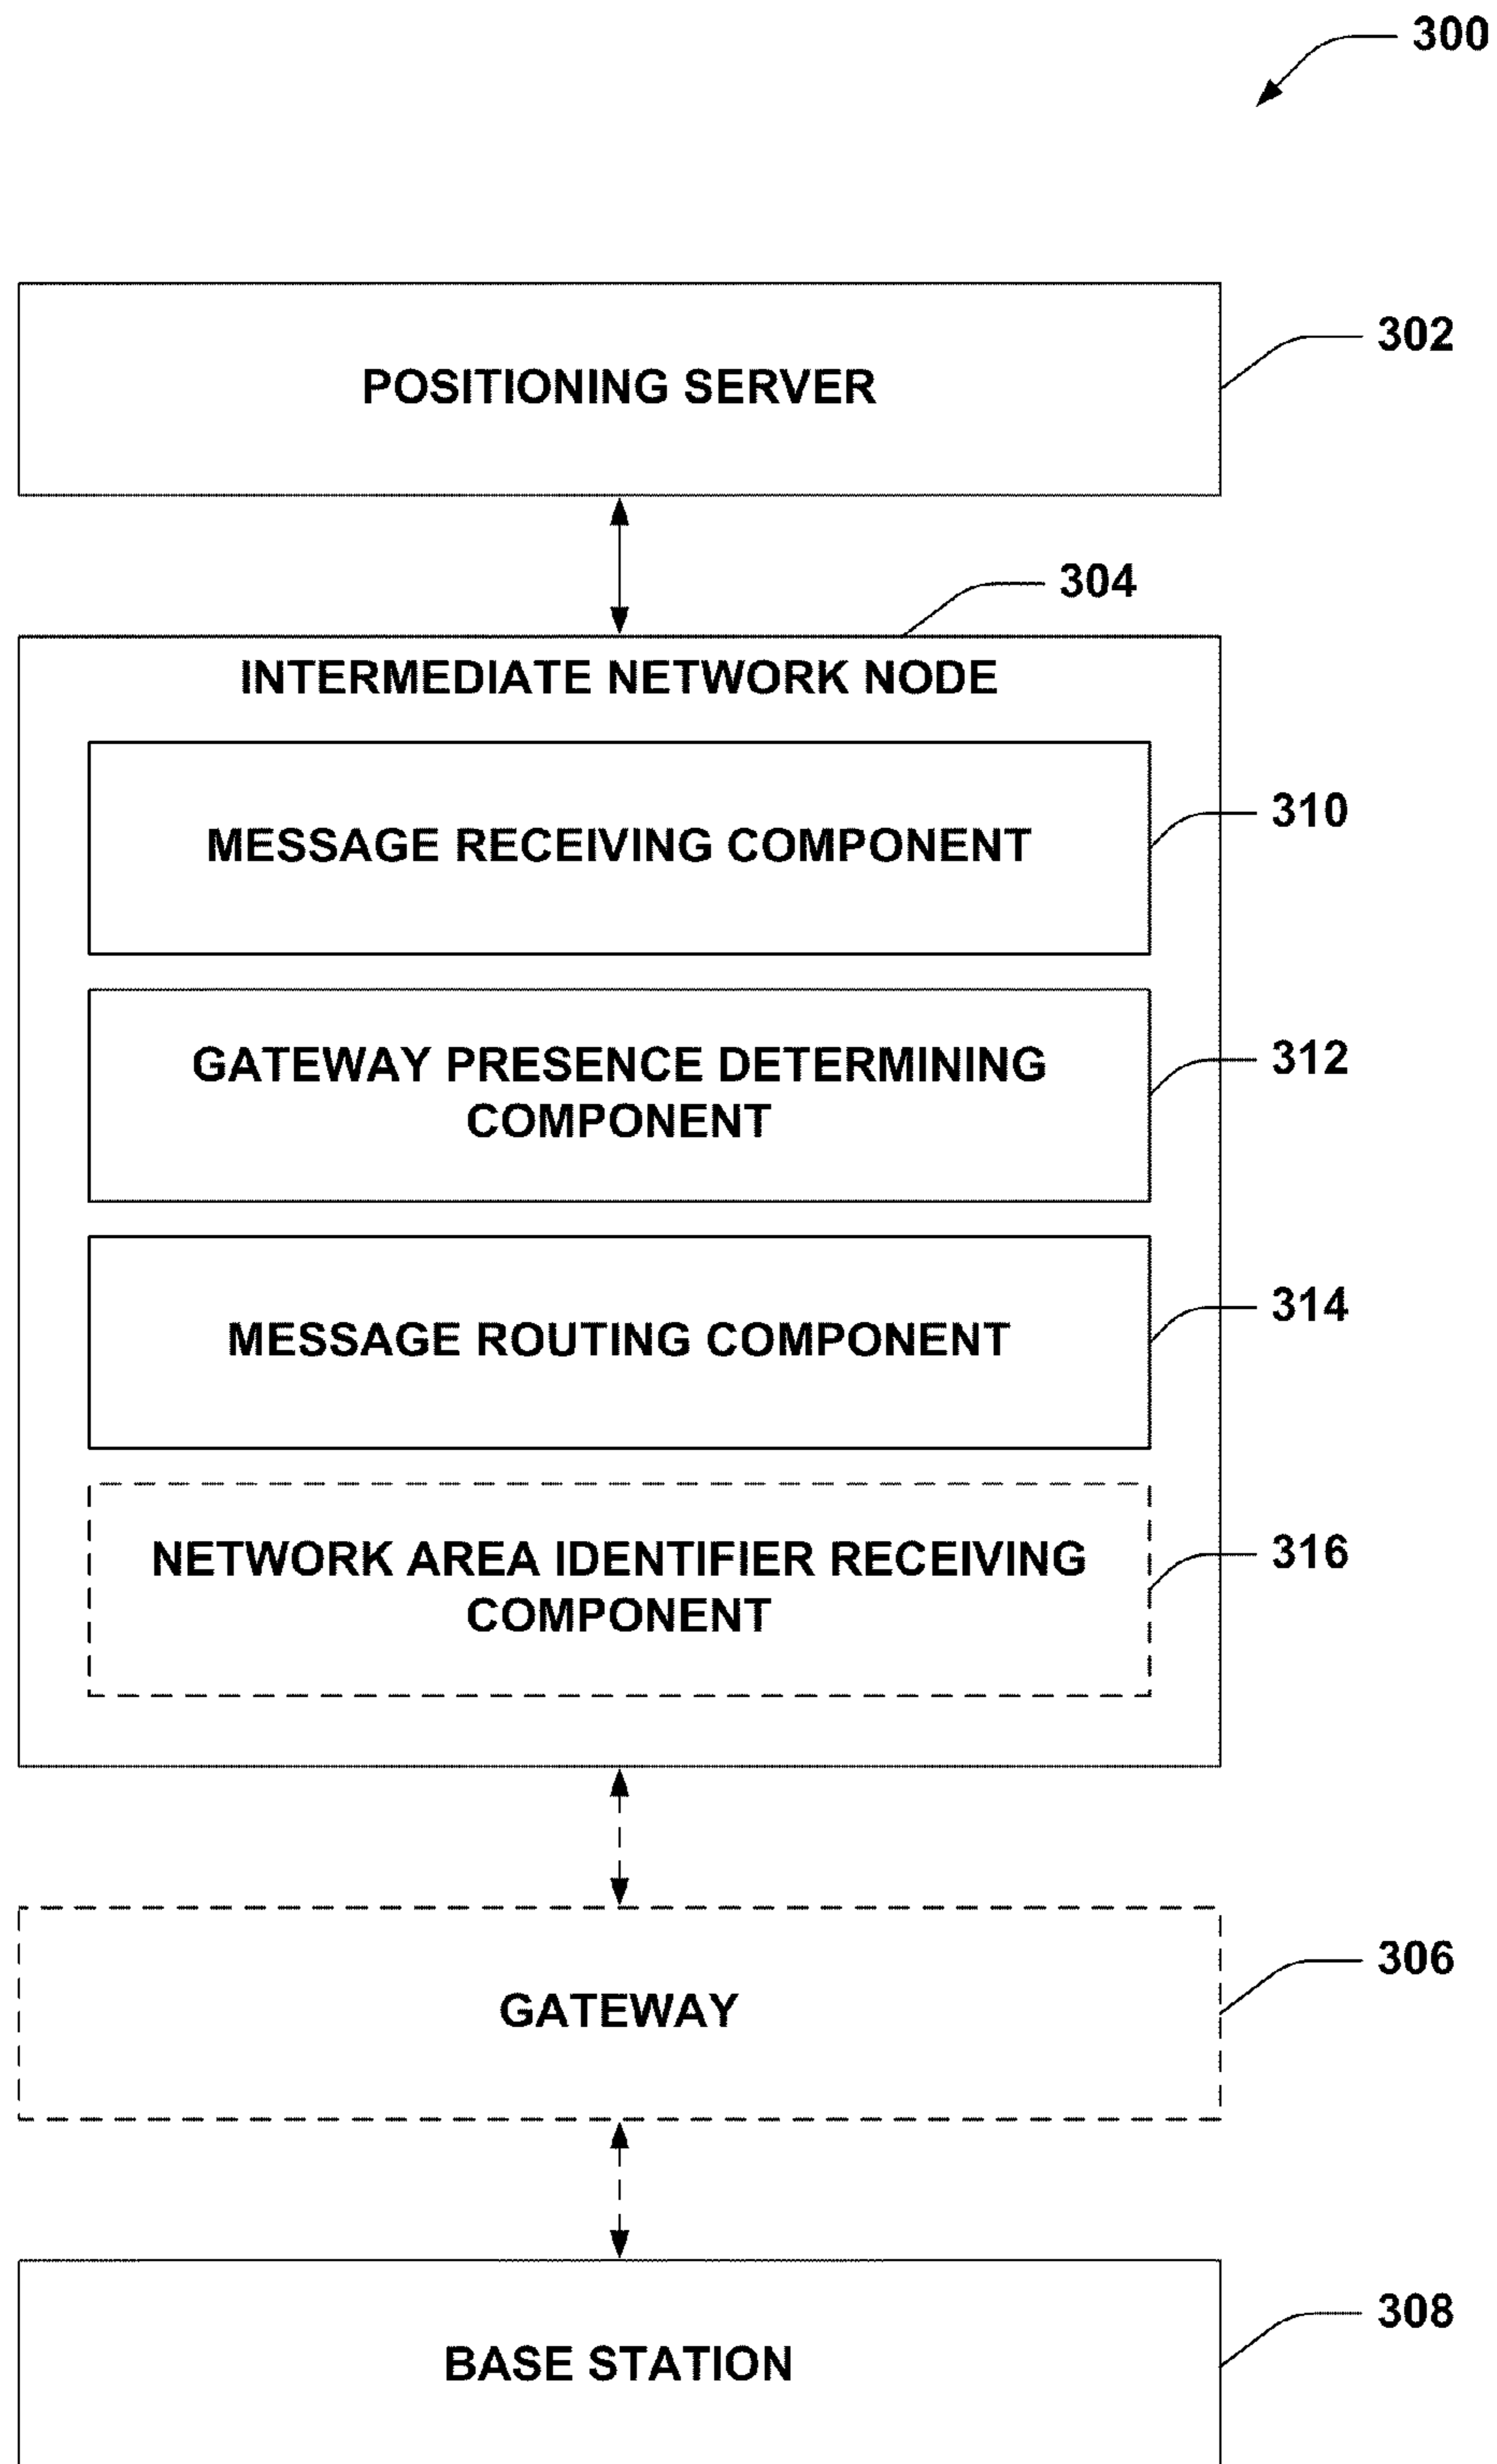 300
302
POSITIONING SERVER
304
INTERMEDIATE NETWORK NODE
310
MESSAGE RECEIVING COMPONENT
312
GATEWAY PRESENCE DETERMINING
COMPONENT
314
MESSAGE ROUTING COMPONENT
316
NETWORK AREA IDENTIFIER RECEIVING
COMPONENT
306
GATEWAY
308
BASE STATION